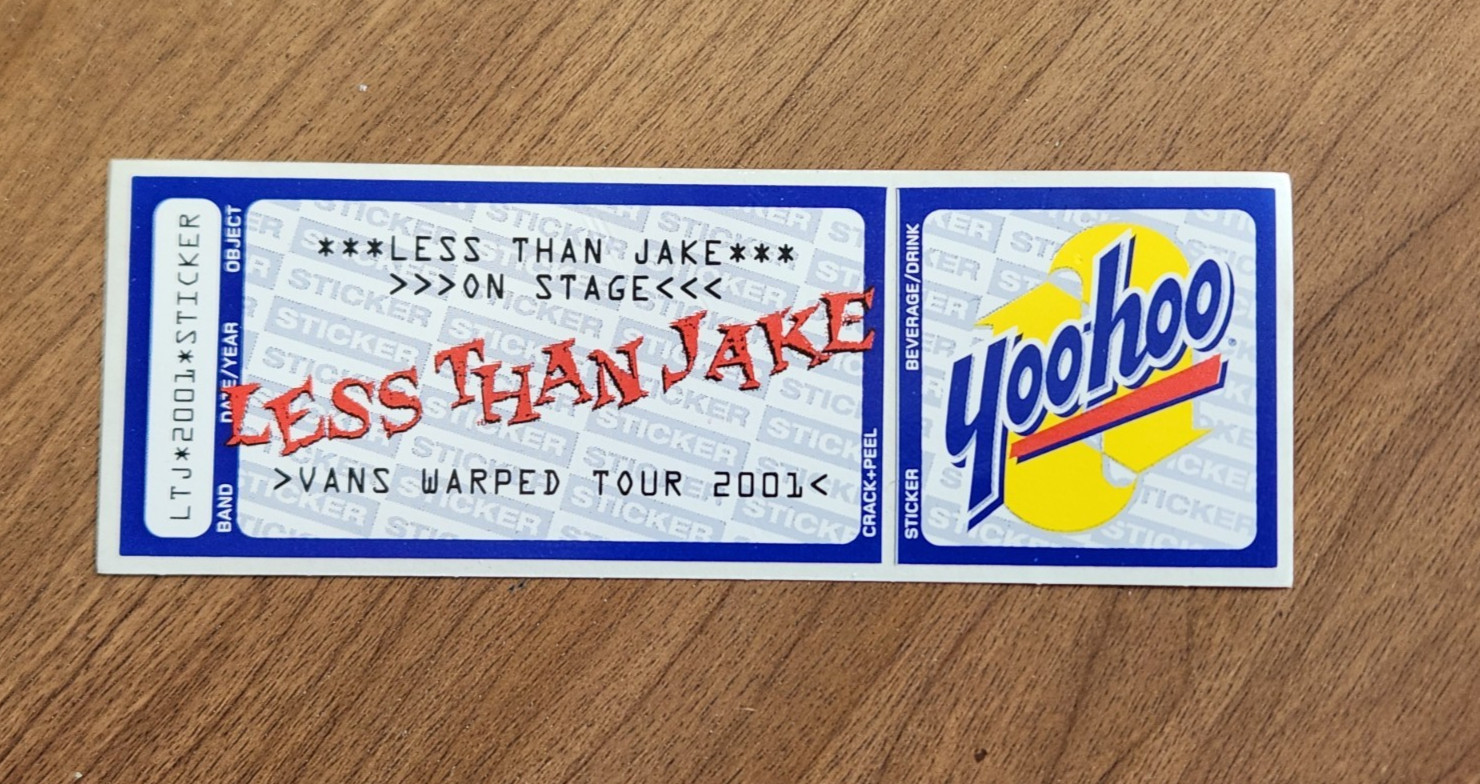 LTJ*2001*STICKER
BAND DATE/YEAR OBJECT
***LESS THAN JAKE***
>>>ON STAGE<<<
LESS THAN JAKE
>VANS WARPED TOUR 2001<
CRACK+PEEL
STICKER BEVERAGE/DRINK
yoo-hoo
STICKER